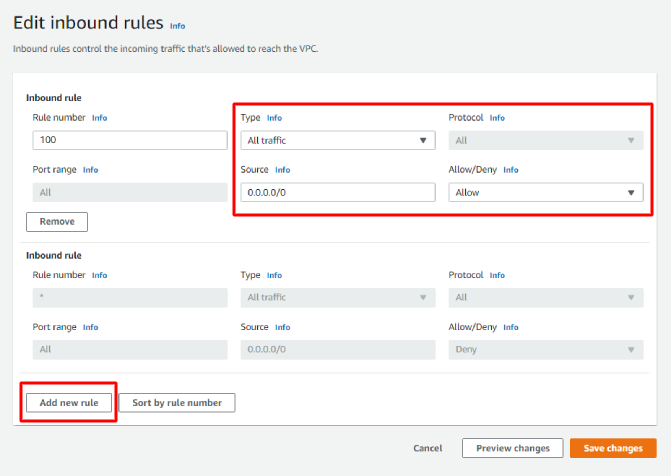 Edit inbound rules Info
Inbound rules control the incoming traffic that's allowed to reach the VPC.
Inbound rule
Rule number Info Type Info Protocol Info
100 All traffic All
Port range Info Source Info Allow/Deny Info
All 0.0.0.0/0 Allow
Remove
Inbound rule
Rule number Info Type Info Protocol Info
* All traffic All
Port range Info Source Info Allow/Deny Info
All 0.0.0.0/0 Deny
Add new rule Sort by rule number
Cancel Preview changes Save changes